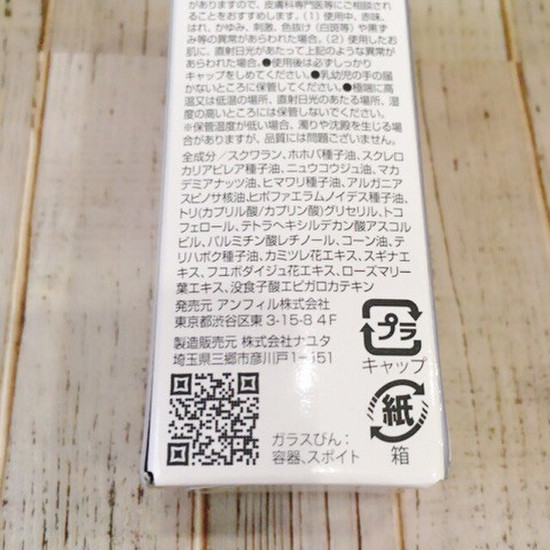 がありますので、皮膚科専門医等にご相談され
ることをおすすめします。(1)使用中、赤味、
はれ、かゆみ、刺激、色抜け(白斑等)や黒ず
み等の異常があらわれた場合。(2)使用したお
肌に、直射日光があたって上記のような異常が
あらわれた場合。●使用後は必ずしっかり
キャップをしめてください。●乳幼児の手の届
かないところに保管してください。●極端に高
温又は低温の場所、直射日光のあたる場所、湿
度の高いところには保管しないでください。
※保管温度が低い場合、濁りや沈殿を生じる場
合がありますが、品質には問題ございません。
全成分/スクワラン、ホホバ種子油、スクレロ
カリアビレア種子油、ニュウコウジュ油、マカ
デミアナッツ油、ヒマワリ種子油、アルガニア
スピノサ核油、ヒポファエラムノイデス種子油、
トリ(カプリル酸/カプリン酸)グリセリル、トコ
フェロール、テトラヘキシルデカン酸アスコル
ビル、パルミチン酸レチノール、コーン油、テ
リハボク種子油、カミツレ花エキス、スギナエ
キス、フユボダイジュ花エキス、ローズマリー
葉エキス、没食子酸エピガロカテキン
発売元 アンフィル株式会社
東京都渋谷区東3-15-8 4F
製造販売元 株式会社ナユタ
埼玉県三郷市彦川戸1-151
プラ
キャップ
紙
箱
ガラスびん:
容器、スポイト